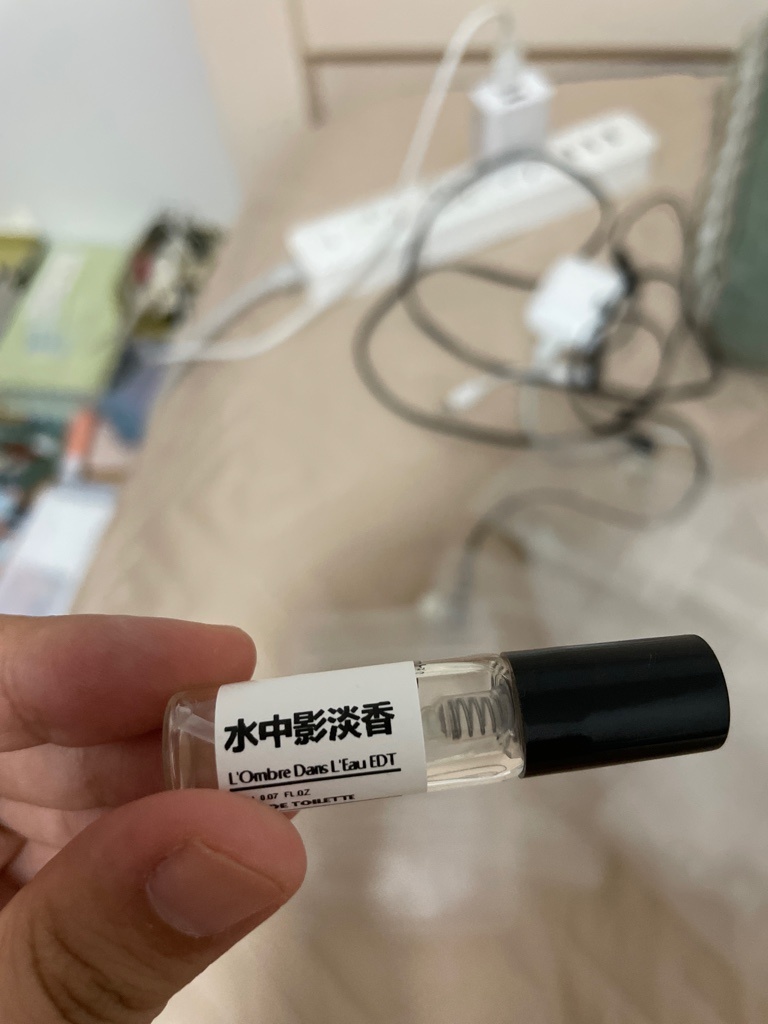 水中影淡香
L'Ombre Dans L'Eau EDT
0.07 FL.OZ
DE TOILETTE